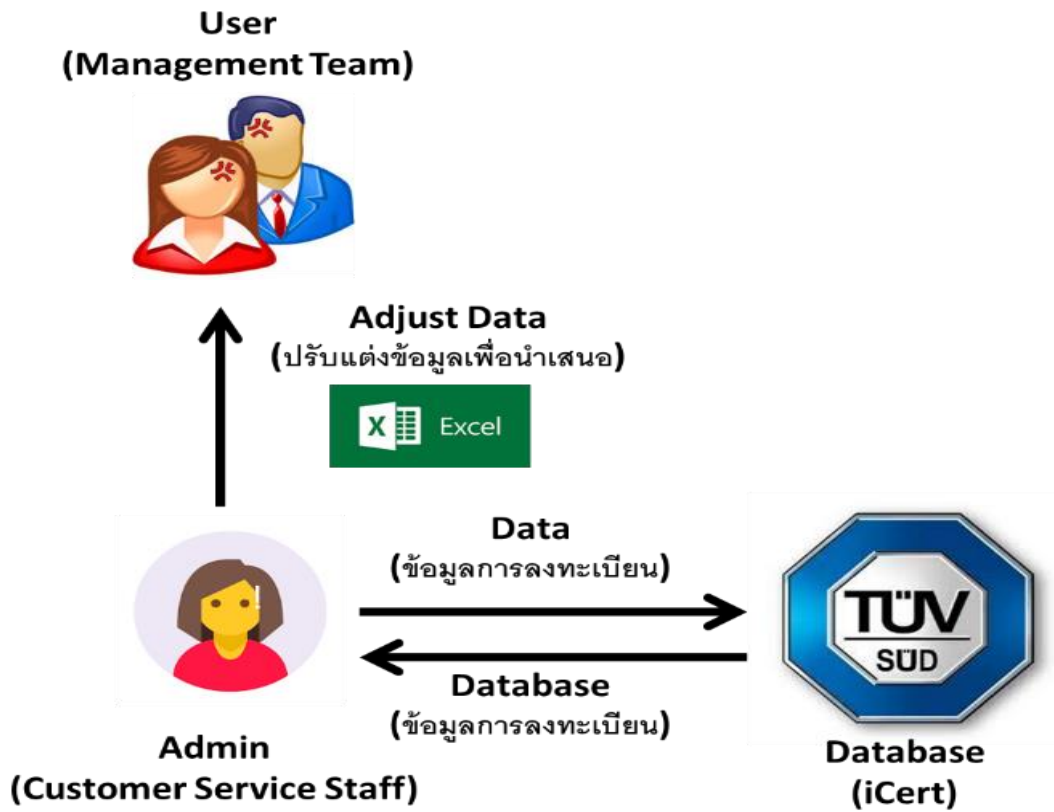 User
(Management Team)
Adjust Data
(ปรับแต่งข้อมูลเพื่อนำเสนอ)
X Excel
Data
(ข้อมูลการลงทะเบียน)
TÜV
SÜD
Database
(ข้อมูลการลงทะเบียน)
Admin
(Customer Service Staff)
Database
(iCert)